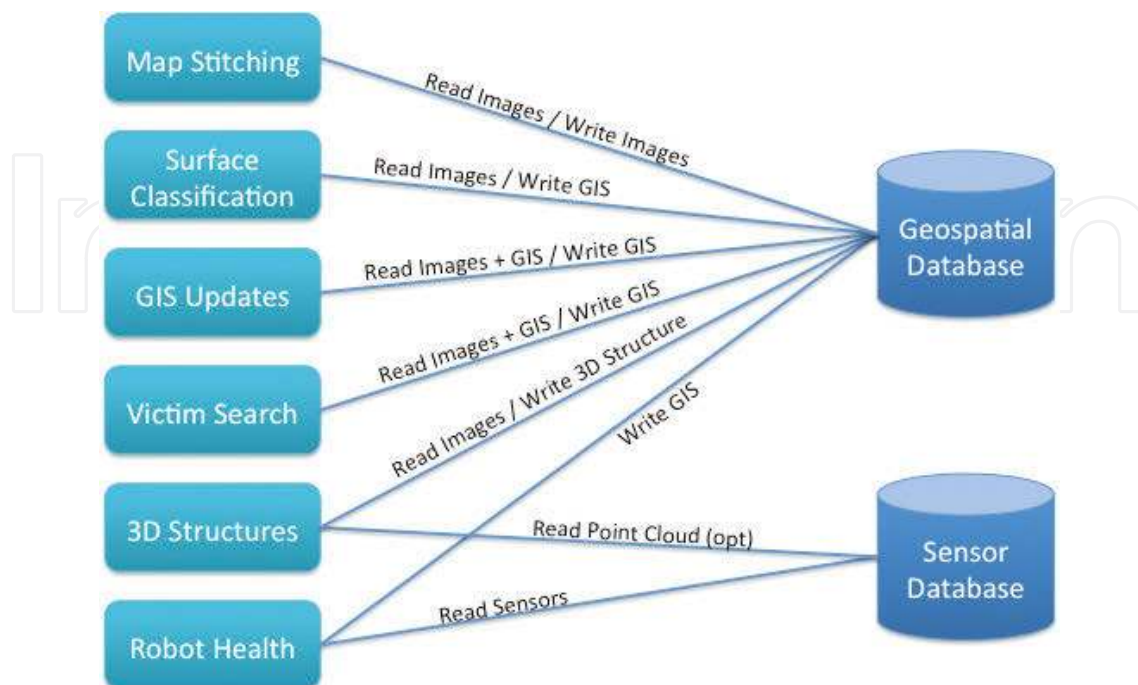 Map Stitching
Surface
Classification
GIS Updates
Victim Search
3D Structures
Robot Health
Read Images / Write Images
Read Images / Write GIS
Read Images + GIS / Write GIS
Read Images + GIS / Write GIS
Read Images / Write 3D Structure
Write GIS
Read Point Cloud (opt)
Read Sensors
Geospatial
Database
Sensor
Database